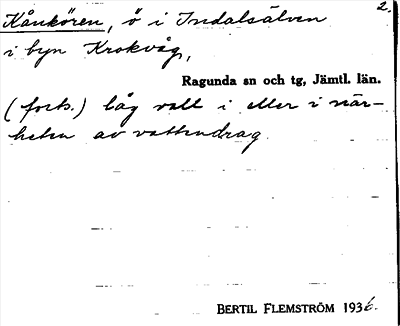 2.
Kånkören, ö i Indalsälven
i byn Krokvåg,
Ragunda sn och tg, Jämtl. län.
(forts.) låg vall i eller i när-
heten av vattendrag.
BERTIL FLEMSTRÖM 1936.